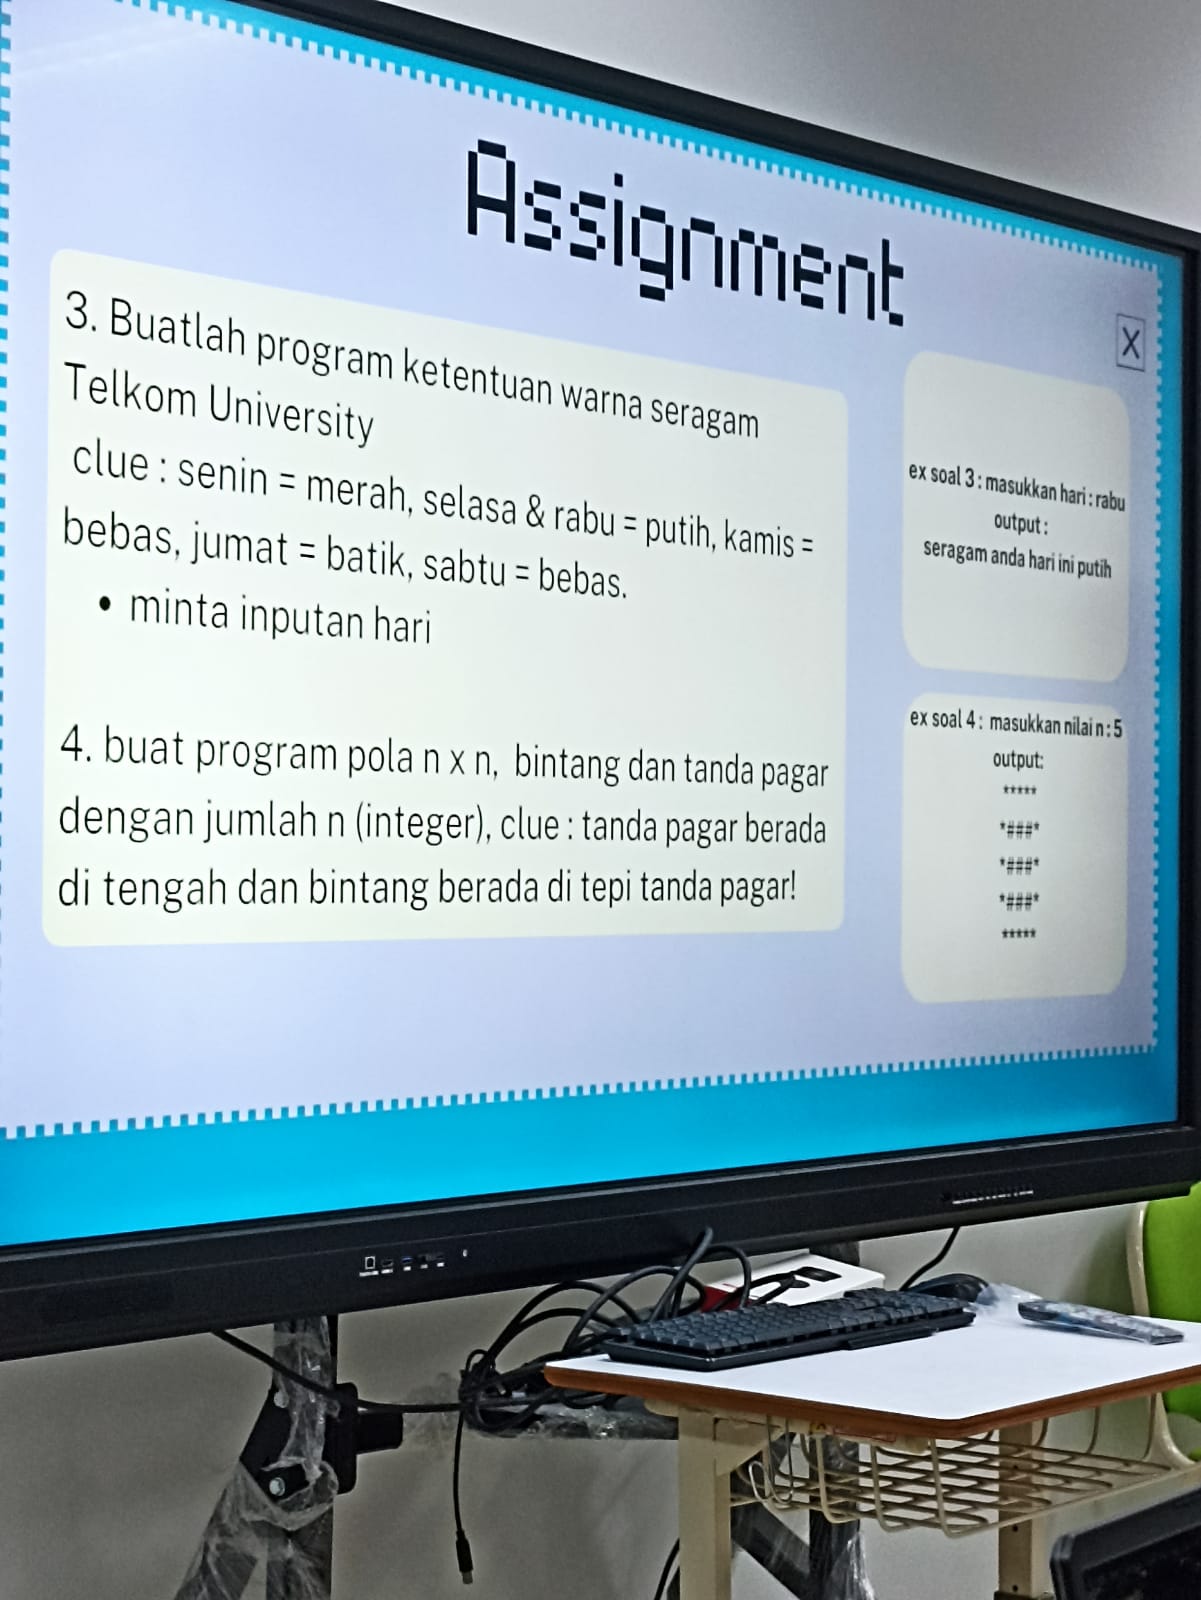 Assignment
X
3. Buatlah program ketentuan warna seragam
Telkom University
clue : senin = merah, selasa & rabu = putih, kamis =
bebas, jumat = batik, sabtu = bebas.
• minta inputan hari
4. buat program pola n x n, bintang dan tanda pagar
dengan jumlah n (integer), clue : tanda pagar berada
di tengah dan bintang berada di tepi tanda pagar!
ex soal 3 : masukkan hari : rabu
output :
seragam anda hari ini putih
ex soal 4 : masukkan nilai n : 5
output:
*****
*###*
*###*
*###*
*****